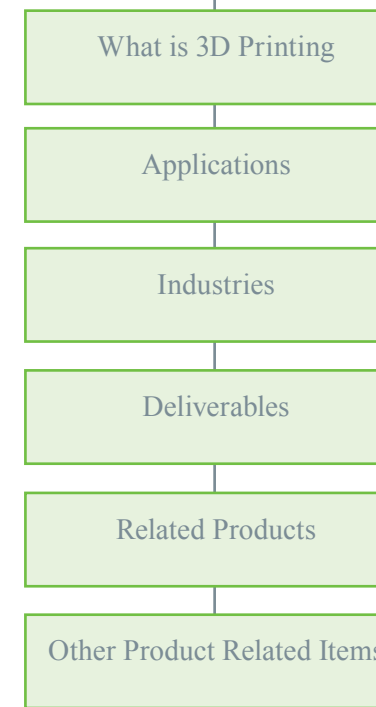 What is 3D Printing
Applications
Industries
Deliverables
Related Products
Other Product Related Items